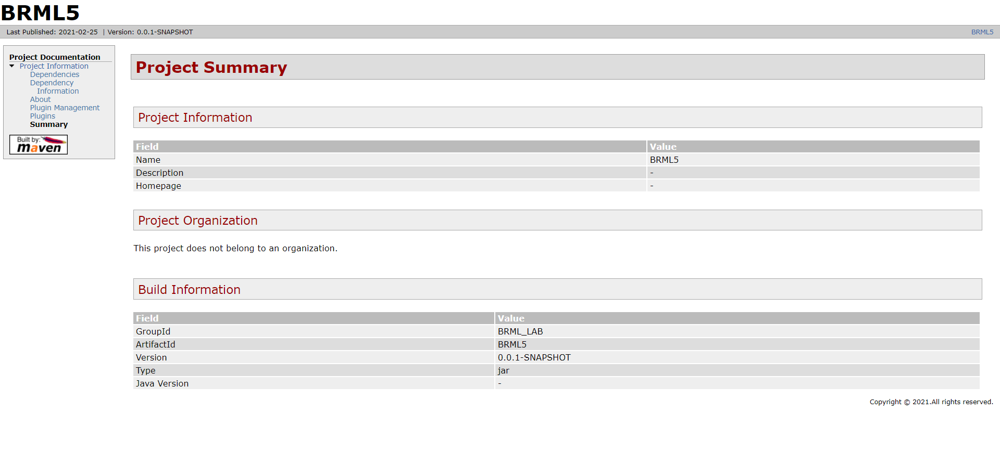 BRML5
Last Published: 2021-02-25 | Version: 0.0.1-SNAPSHOT
BRML5
Project Documentation
Project Information
Dependencies
Dependency
Information
About
Plugin Management
Plugins
Summary
Built by:
maven
Project Summary
Project Information
Field Value
Name BRML5
Description -
Homepage -
Project Organization
This project does not belong to an organization.
Build Information
Field Value
GroupId BRML_LAB
ArtifactId BRML5
Version 0.0.1-SNAPSHOT
Type jar
Java Version -
Copyright © 2021.All rights reserved.